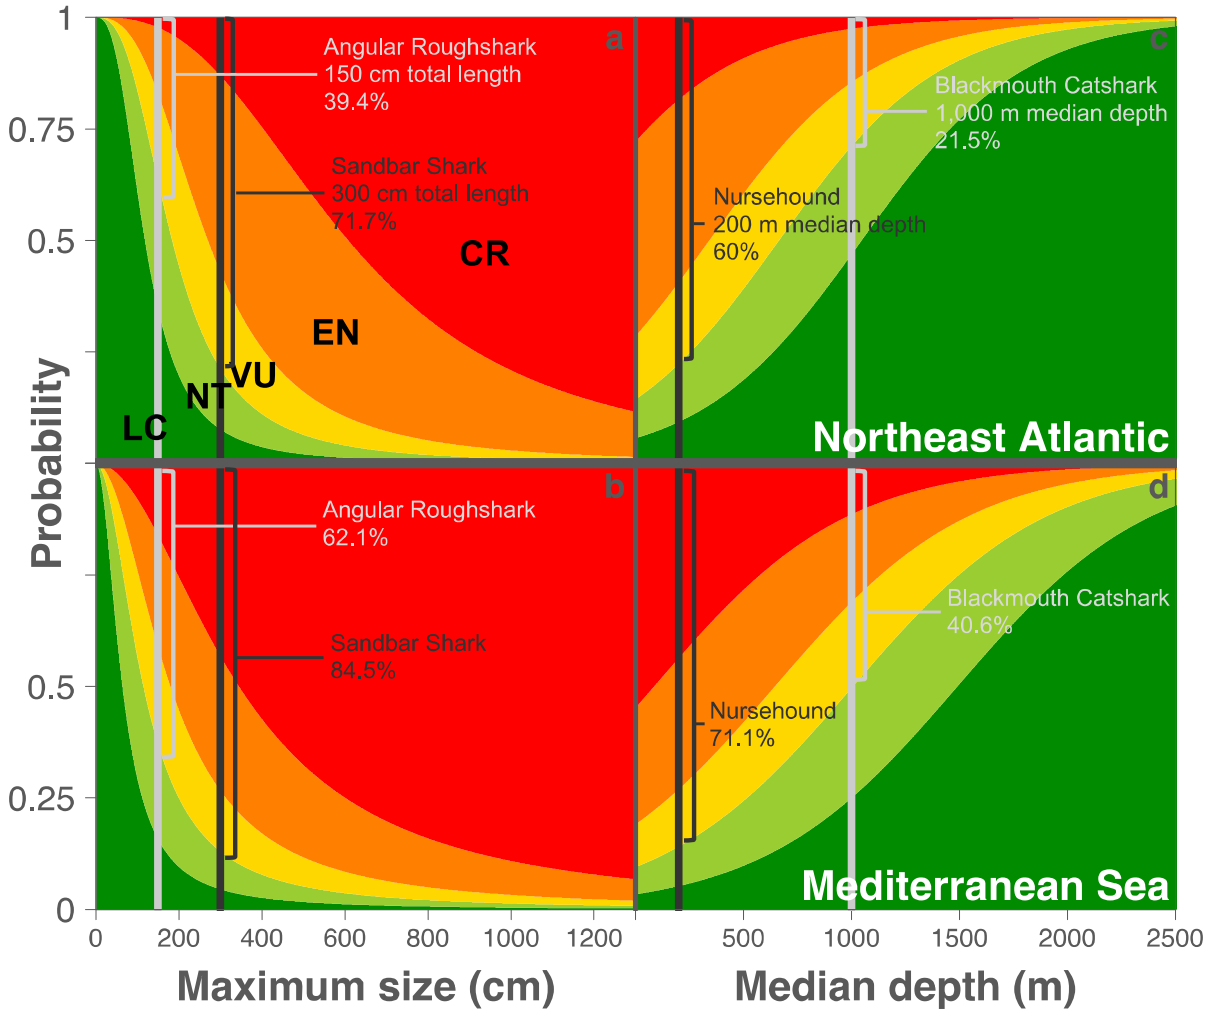 1
0.75
0.5
0.25
0
0.5
Probability
a
Angular Roughshark
150 cm total length
39.4%
Sandbar Shark
300 cm total length
71.7%
CR
EN
VU
NT
LC
c
Blackmouth Catshark
1,000 m median depth
21.5%
Nursehound
200 m median depth
60%
Northeast Atlantic
b
Angular Roughshark
62.1%
Sandbar Shark
84.5%
d
Blackmouth Catshark
40.6%
Nursehound
71.1%
Mediterranean Sea
0 200 400 600 800 1000 1200
500 1000 1500 2000 2500
Maximum size (cm)
Median depth (m)